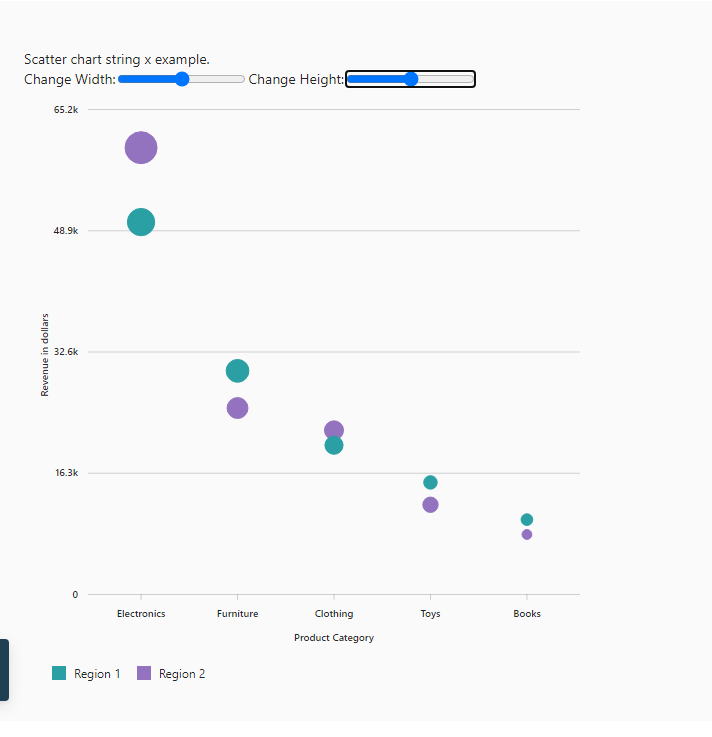 Scatter chart string x example.
Change Width: Change Height:
65.2k
48.9k
32.6k
16.3k
0
Revenue in dollars
Electronics Furniture Clothing Toys Books
Product Category
Region 1 Region 2